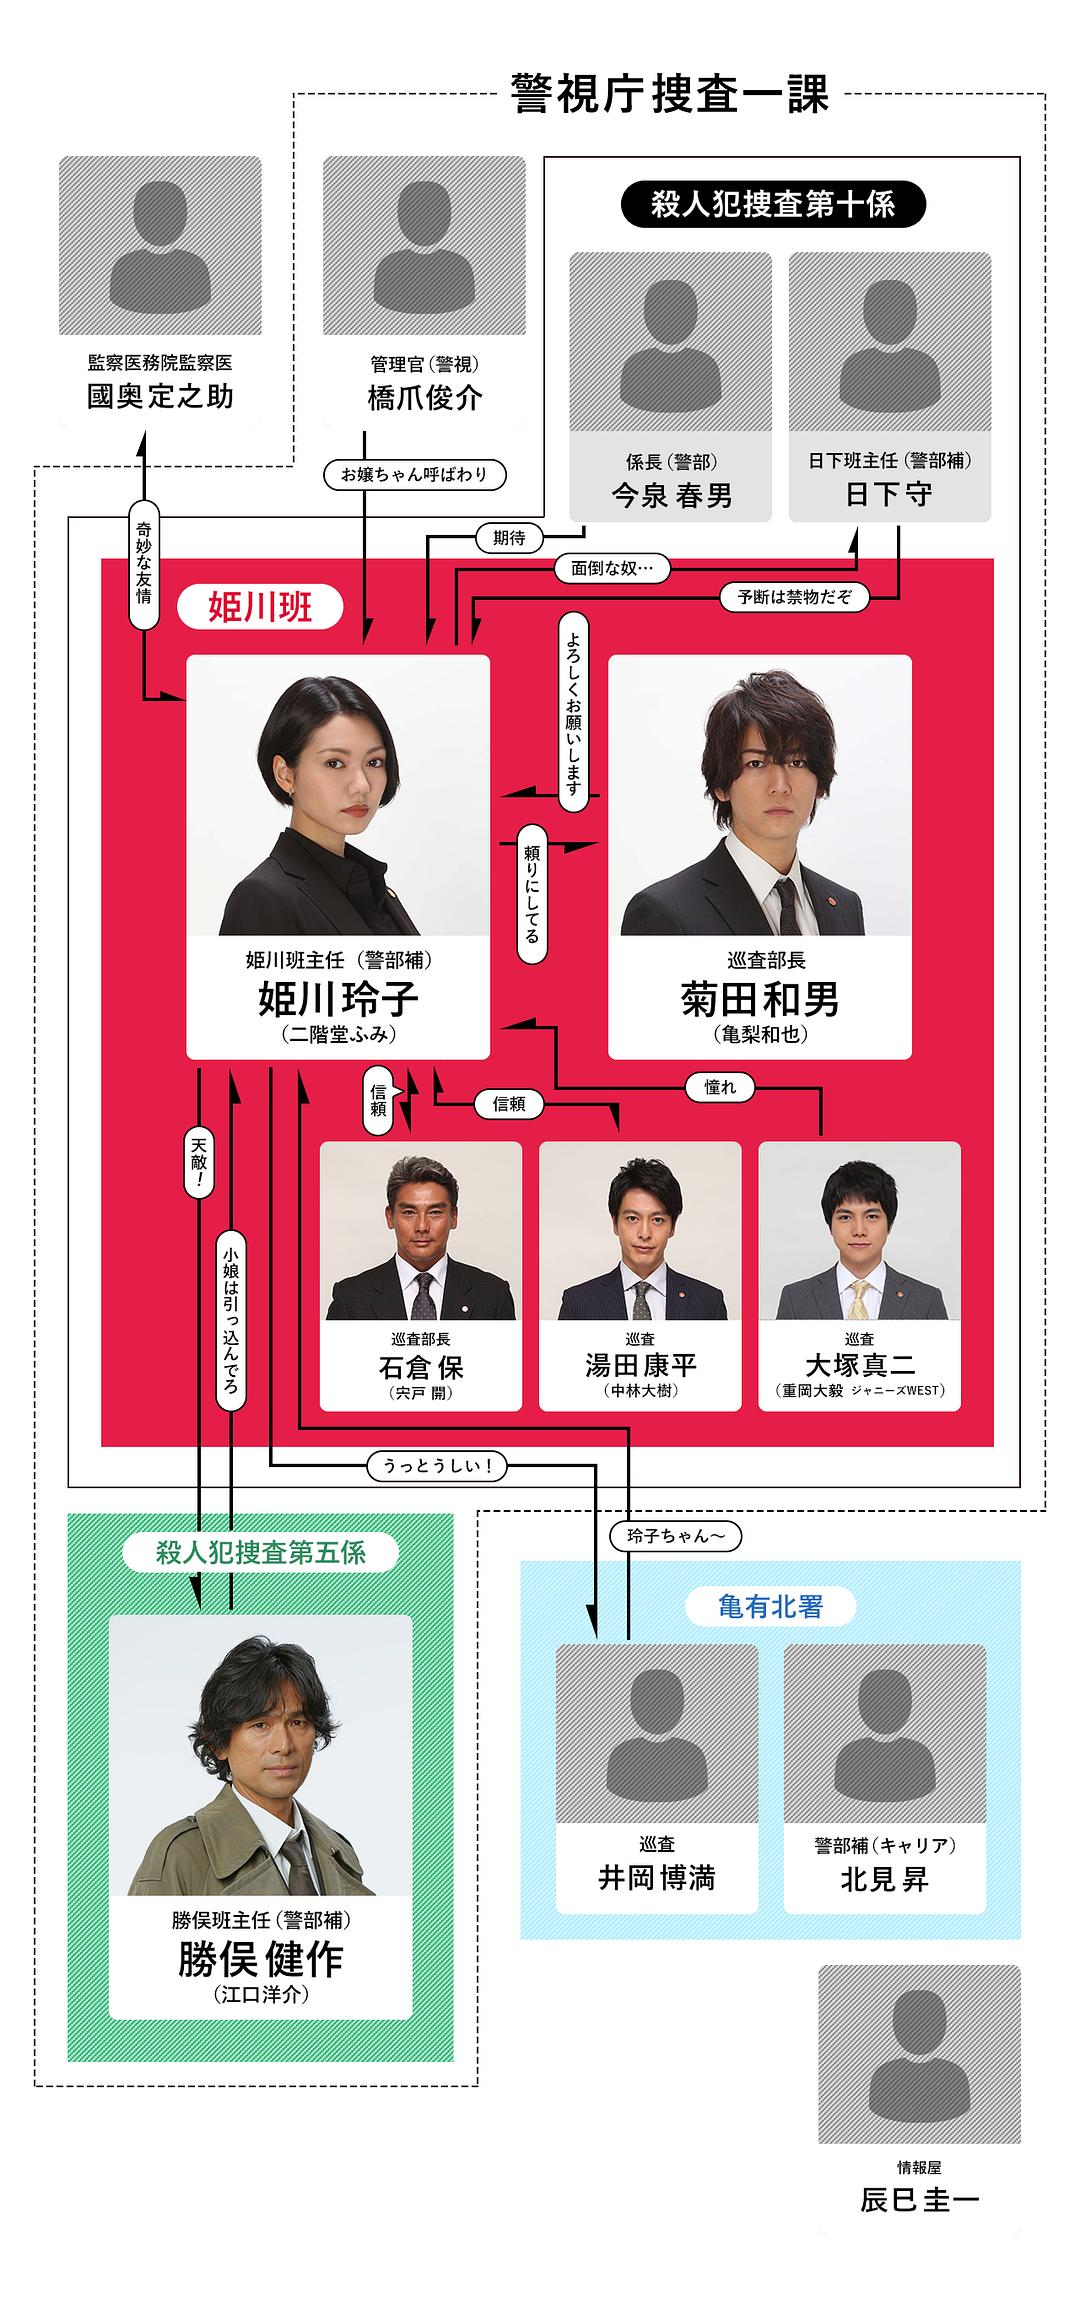 警視庁捜査一課
殺人犯捜査第十係
監察医務院監察医
國奥定之助
管理官（警視）
橋爪俊介
係長（警部）
今泉 春男
日下班主任（警部補）
日下 守
お嬢ちゃん呼ばわり
奇妙な友情
期待
面倒な奴…
予断は禁物だぞ
姫川班
よろしくお願いします
頼りにしてる
姫川班主任（警部補）
姫川 玲子
（二階堂ふみ）
巡査部長
菊田 和男
（亀梨和也）
信頼
信頼
憧れ
天敵！
小娘は引っ込んでろ
巡査部長
石倉 保
（宍戸 開）
巡査
湯田 康平
（中林大樹）
巡査
大塚 真二
（重岡大毅 ジャニーズWEST）
うっとうしい！
玲子ちゃん〜
殺人犯捜査第五係
勝俣班主任（警部補）
勝俣 健作
（江口洋介）
亀有北署
巡査
井岡 博満
警部補（キャリア）
北見 昇
情報屋
辰巳 圭一